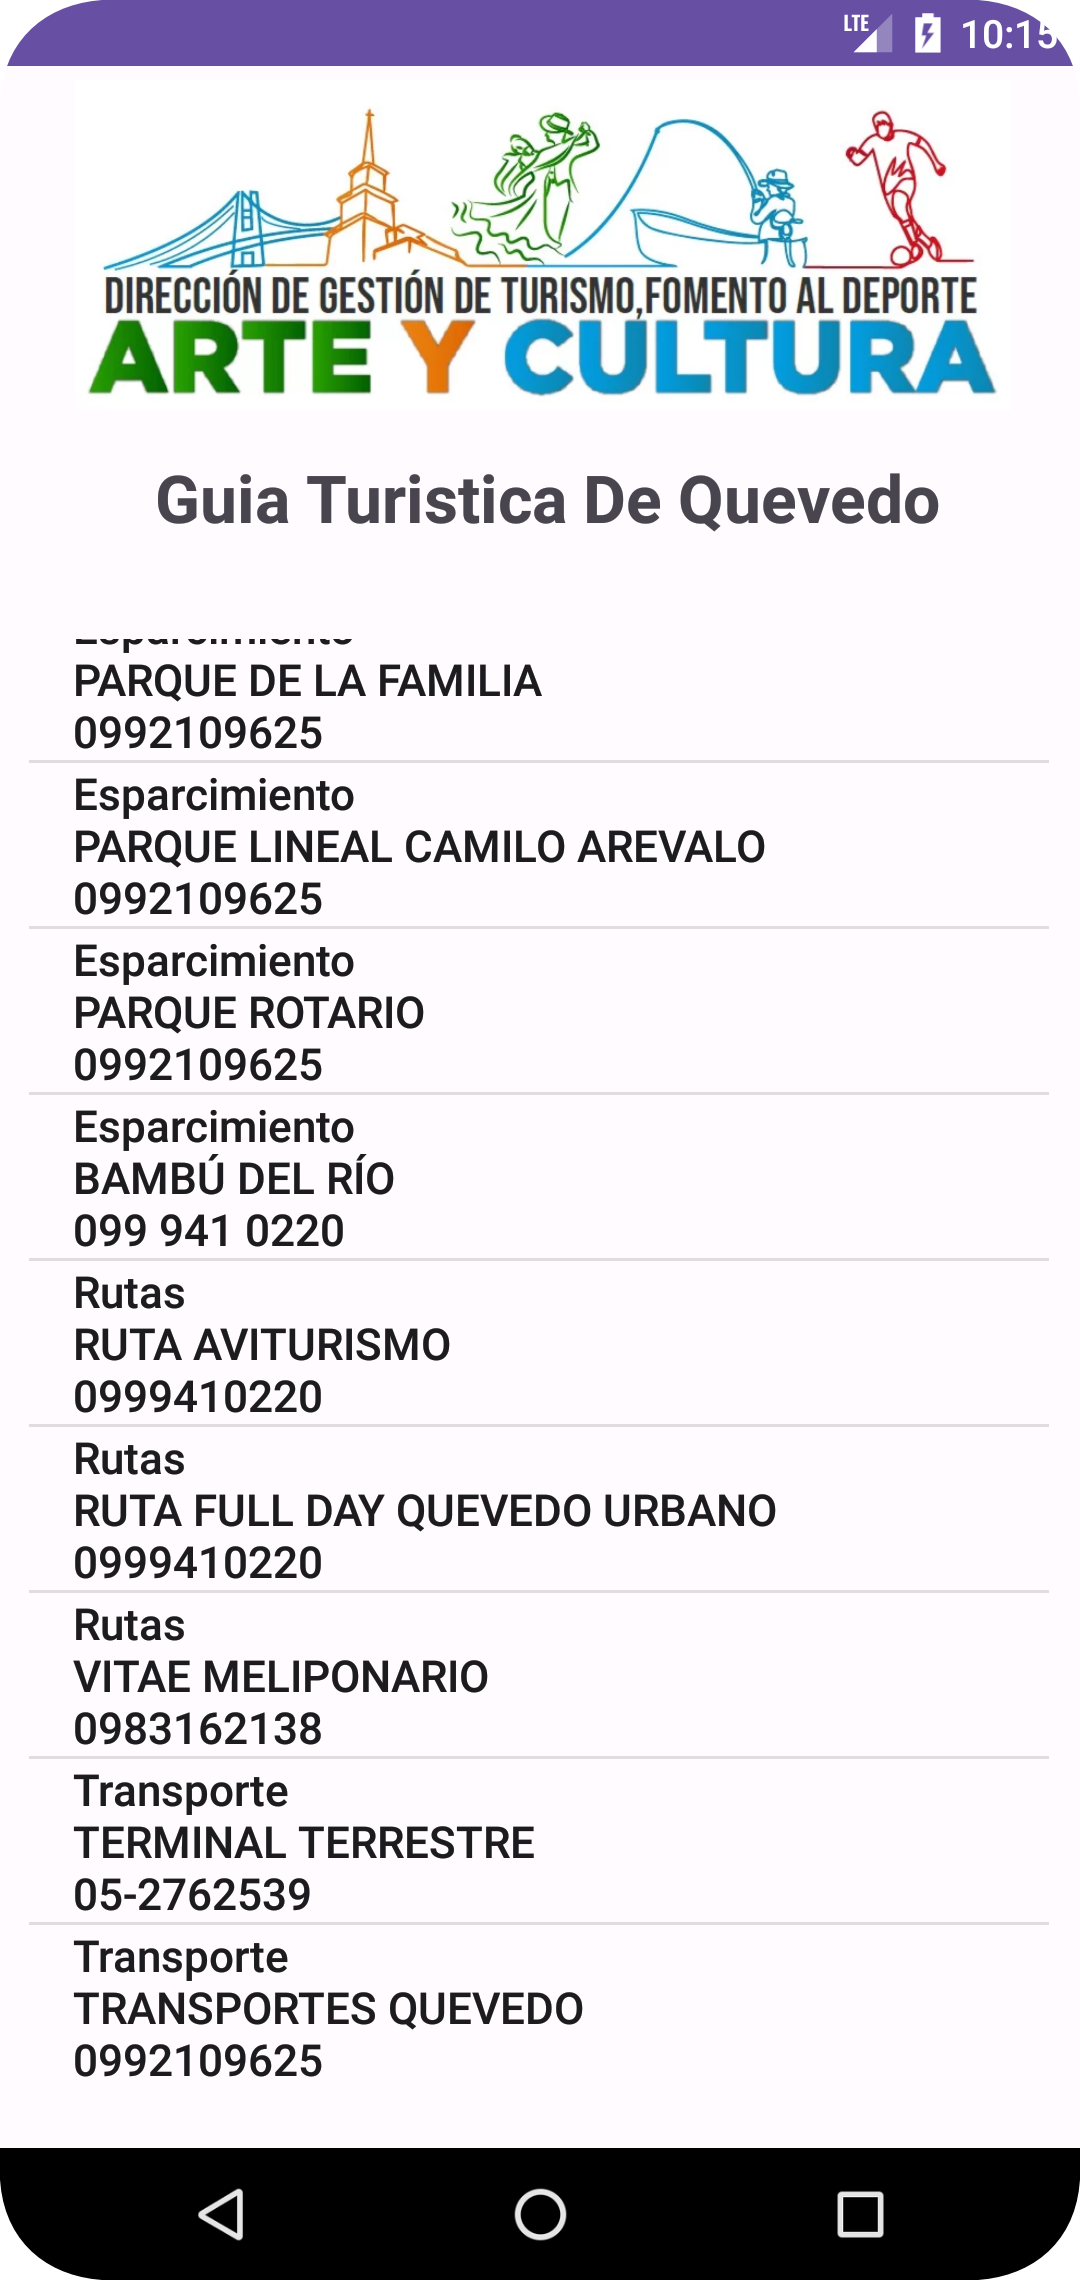 LTE 10:15
DIRECCIÓN DE GESTIÓN DE TURISMO,FOMENTO AL DEPORTE
ARTE Y CULTURA
Guia Turistica De Quevedo
Esparcimiento
PARQUE DE LA FAMILIA
0992109625
Esparcimiento
PARQUE LINEAL CAMILO AREVALO
0992109625
Esparcimiento
PARQUE ROTARIO
0992109625
Esparcimiento
BAMBÚ DEL RÍO
099 941 0220
Rutas
RUTA AVITURISMO
0999410220
Rutas
RUTA FULL DAY QUEVEDO URBANO
0999410220
Rutas
VITAE MELIPONARIO
0983162138
Transporte
TERMINAL TERRESTRE
05-2762539
Transporte
TRANSPORTES QUEVEDO
0992109625